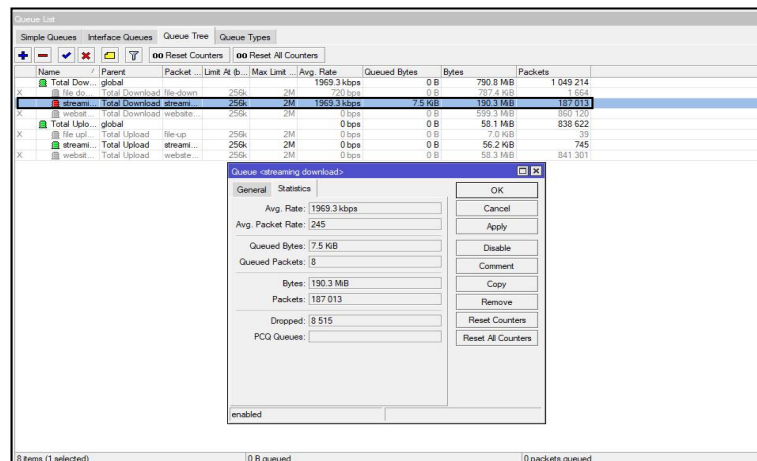 Queue List
Simple Queues Interface Queues Queue Tree Queue Types
00 Reset Counters 00 Reset All Counters
Name / Parent Packet ... Limit At (b... Max Limit ... Avg. Rate Queued Bytes Bytes Packets
Total Dow... global 1969.3 kbps 0 B 790.8 MiB 1 049 214
X file do... Total Download file-down 256k 2M 720 bps 0 B 787.4 KiB 1 664
streami... Total Download streami... 256k 2M 1969.3 kbps 7.5 KiB 190.3 MiB 187 013
X websit... Total Download website... 256k 2M 0 bps 0 B 599.3 MiB 860 120
Total Uplo... global 0 bps 0 B 58.1 MiB 838 622
X file upl... Total Upload file-up 256k 2M 0 bps 0 B 7.0 KiB 39
streami... Total Upload streami... 256k 2M 0 bps 0 B 56.2 KiB 745
X websit... Total Upload webste... 256k 2M 0 bps 0 B 58.3 MiB 841 301
Queue <streaming download>
General Statistics
Avg. Rate: 1969.3 kbps
Avg. Packet Rate: 245
Queued Bytes: 7.5 KiB
Queued Packets: 8
Bytes: 190.3 MiB
Packets: 187 013
Dropped: 8 515
PCQ Queues:
OK
Cancel
Apply
Disable
Comment
Copy
Remove
Reset Counters
Reset All Counters
enabled
8 items (1 selected) 0 B queued 0 packets queued